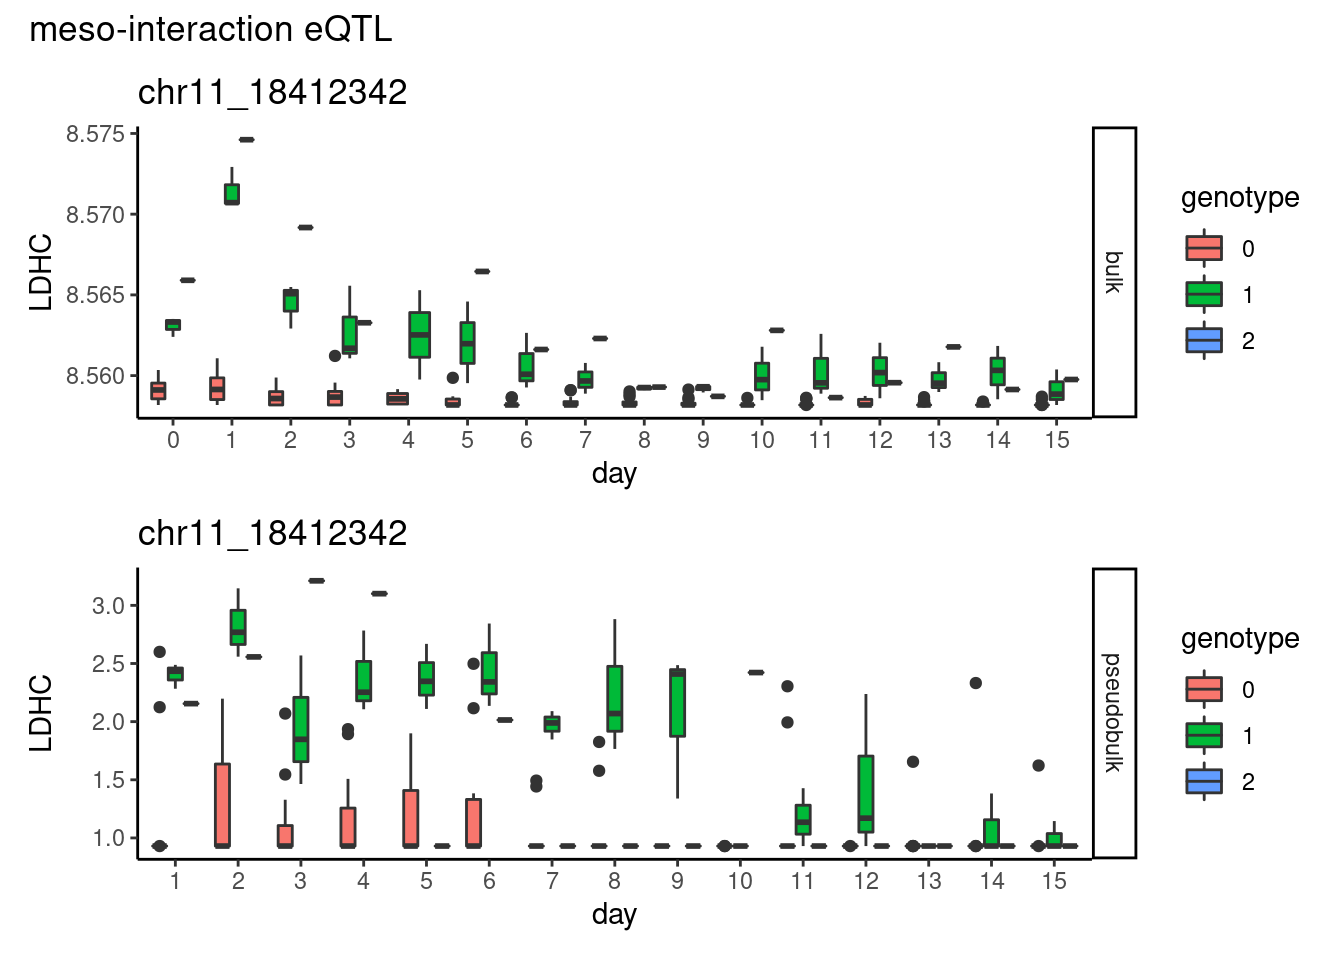 meso-interaction eQTL
chr11_18412342
8.575
8.570
8.565
8.560
LDHC
0 1 2 3 4 5 6 7 8 9 10 11 12 13 14 15
day
bulk
genotype
0
1
2
chr11_18412342
3.0
2.5
2.0
1.5
1.0
LDHC
1 2 3 4 5 6 7 8 9 10 11 12 13 14 15
day
pseudobulk
genotype
0
1
2